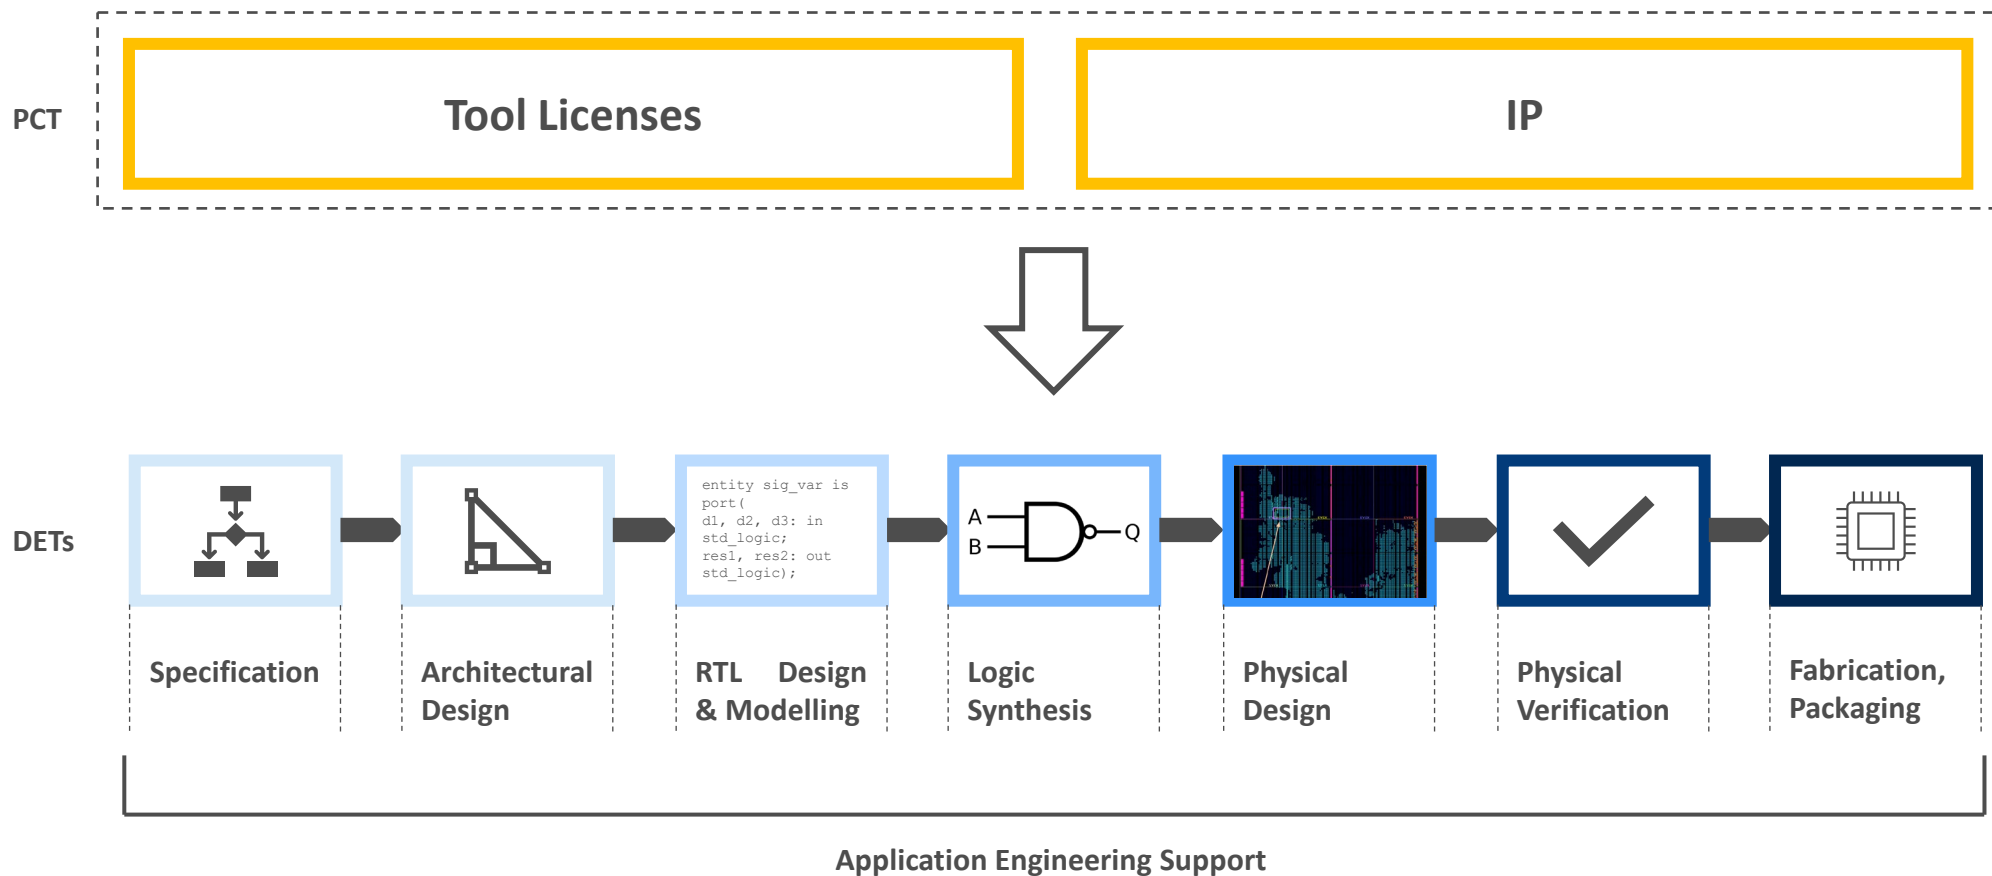 PCT
Tool Licenses
IP
DETs
entity sig_var is
port(
d1, d2, d3: in
std_logic;
res1, res2: out
std_logic);
A
B
Q
Specification
Architectural
Design
RTL Design
& Modelling
Logic
Synthesis
Physical
Design
Physical
Verification
Fabrication,
Packaging
Application Engineering Support